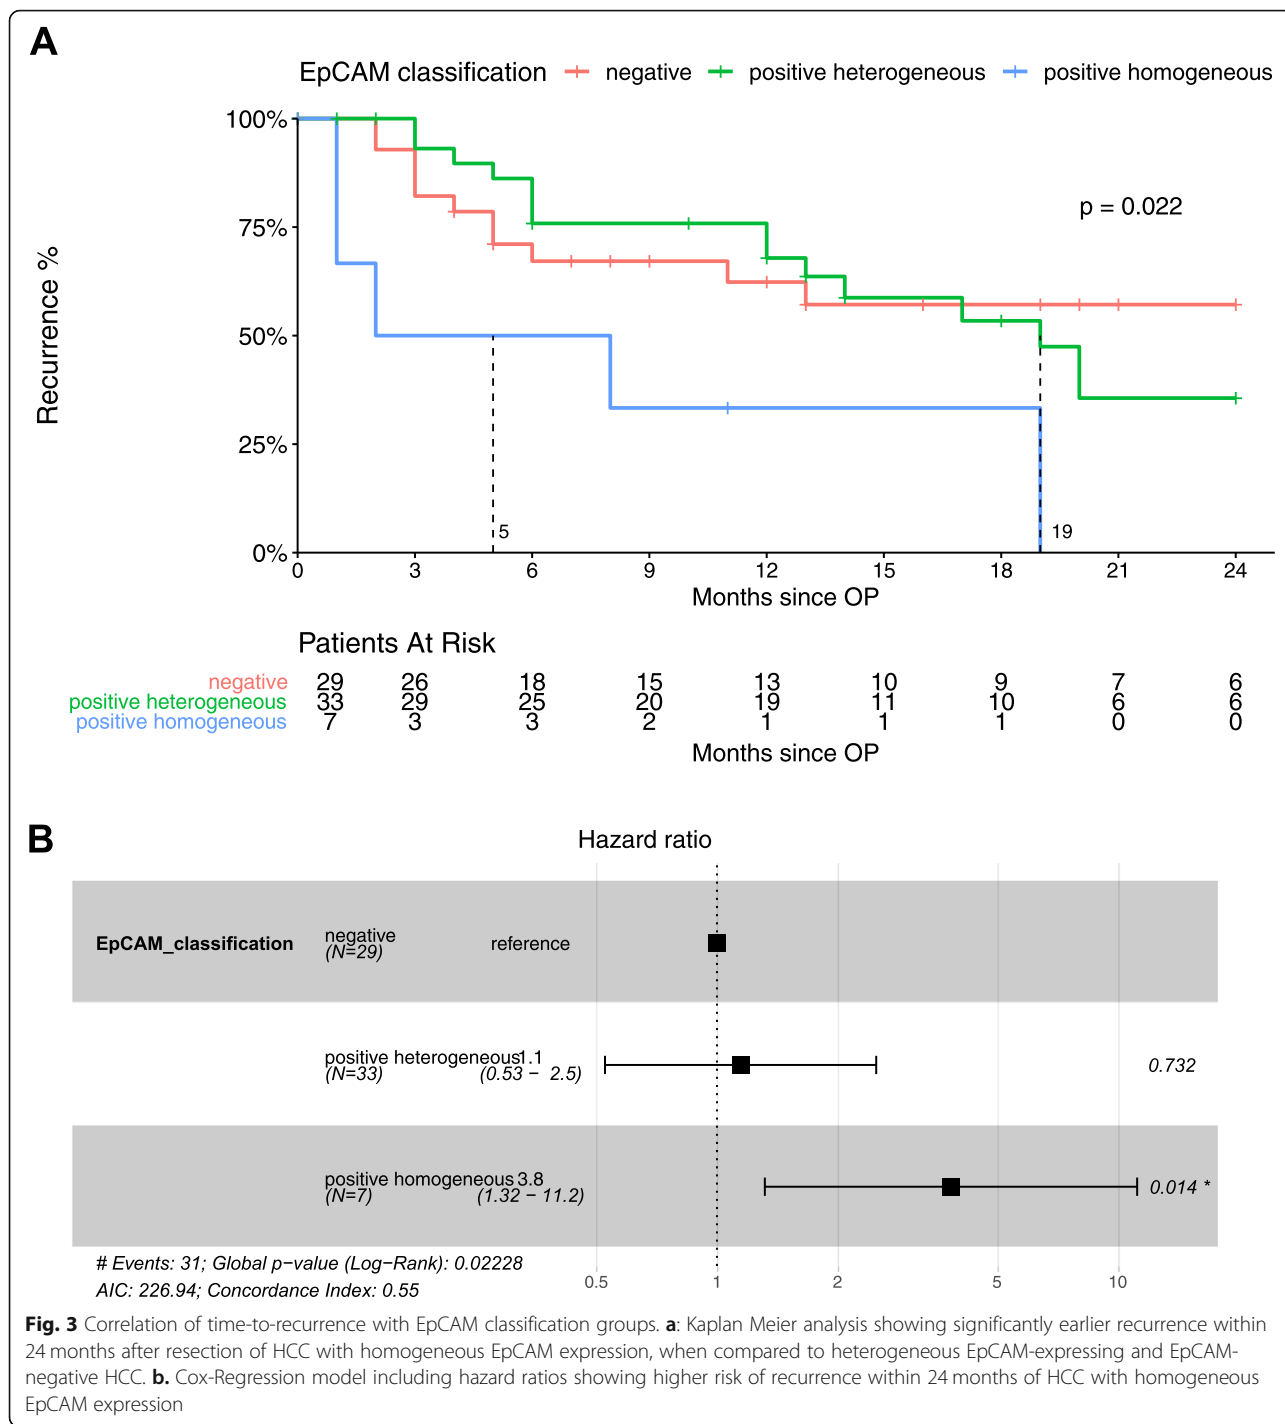 A
EpCAM classification negative positive heterogeneous positive homogeneous
100%
75%
50%
25%
0%
Recurrence %
p = 0.022
5
19
0 3 6 9 12 15 18 21 24
Months since OP
Patients At Risk
negative 29 26 18 15 13 10 9 7 6
positive heterogeneous 33 29 25 20 19 11 10 6 6
positive homogeneous 7 3 3 2 1 1 1 0 0
Months since OP
B
Hazard ratio
EpCAM_classification negative reference
(N=29)
positive heterogeneous 1.1
(N=33) (0.53 − 2.5) 0.732
positive homogeneous 3.8
(N=7) (1.32 − 11.2) 0.014 *
# Events: 31; Global p−value (Log−Rank): 0.02228
AIC: 226.94; Concordance Index: 0.55
0.5 1 2 5 10
Fig. 3 Correlation of time-to-recurrence with EpCAM classification groups. a: Kaplan Meier analysis showing significantly earlier recurrence within
24 months after resection of HCC with homogeneous EpCAM expression, when compared to heterogeneous EpCAM-expressing and EpCAM-
negative HCC. b. Cox-Regression model including hazard ratios showing higher risk of recurrence within 24 months of HCC with homogeneous
EpCAM expression